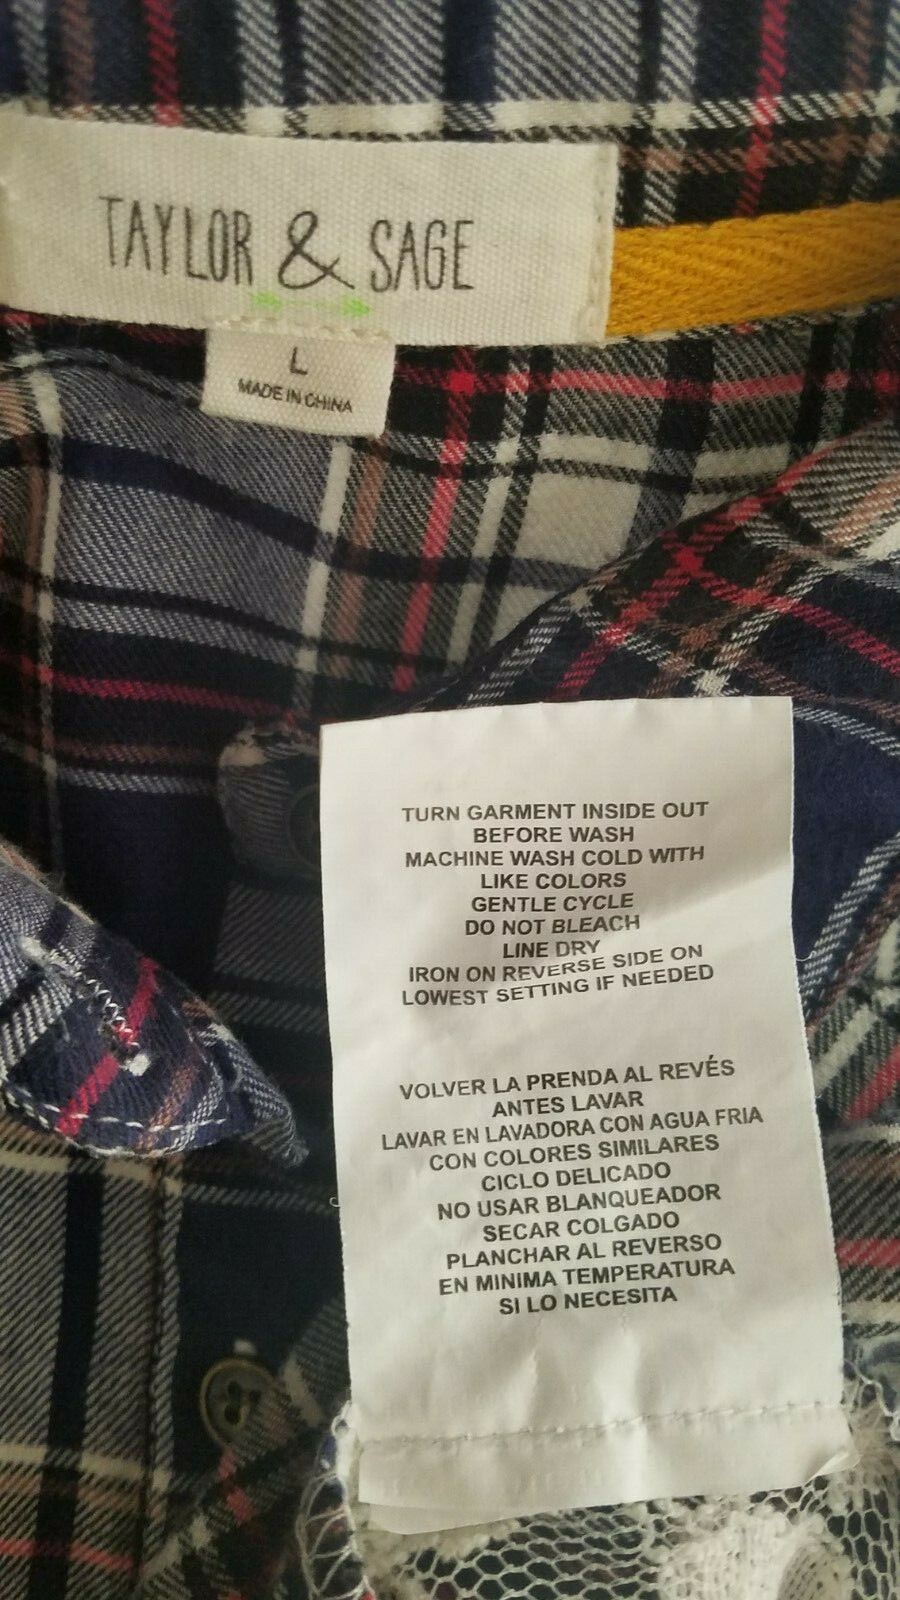 TAYLOR & SAGE
L
MADE IN CHINA
TURN GARMENT INSIDE OUT
BEFORE WASH
MACHINE WASH COLD WITH
LIKE COLORS
GENTLE CYCLE
DO NOT BLEACH
LINE DRY
IRON ON REVERSE SIDE ON
LOWEST SETTING IF NEEDED
VOLVER LA PRENDA AL REVÉS
ANTES LAVAR
LAVAR EN LAVADORA CON AGUA FRIA
CON COLORES SIMILARES
CICLO DELICADO
NO USAR BLANQUEADOR
SECAR COLGADO
PLANCHAR AL REVERSO
EN MINIMA TEMPERATURA
SI LO NECESITA